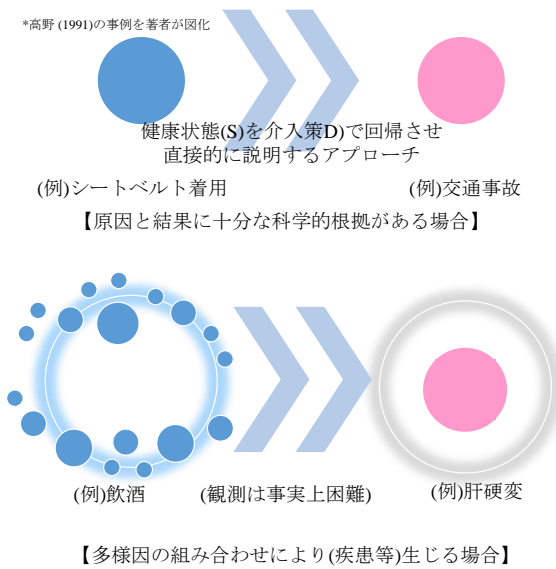 *高野 (1991)の事例を著者が図化
健康状態(S)を介入策D)で回帰させ
直接的に説明するアプローチ
(例)シートベルト着用
(例)交通事故
【原因と結果に十分な科学的根拠がある場合】
(例)飲酒
(観測は事実上困難)
(例)肝硬変
【多様因の組み合わせにより(疾患等)生じる場合】